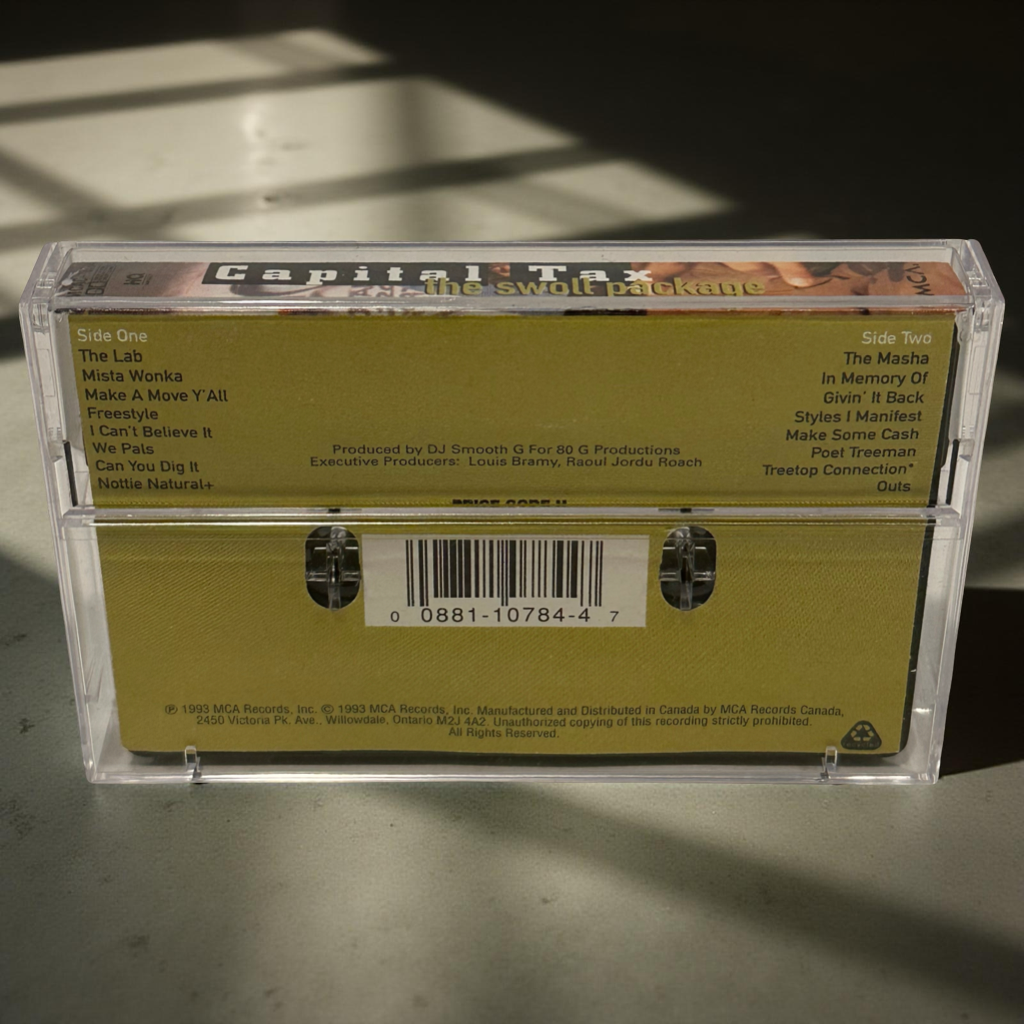 Capital Tax
the swolf package
MCA
Side One
The Lab
Mista Wonka
Make A Move Y'All
Freestyle
I Can't Believe It
We Pals
Can You Dig It
Nottie Natural+
Side Two
The Masha
In Memory Of
Givin' It Back
Styles I Manifest
Make Some Cash
Poet Treeman
Treetop Connection*
Outs
Produced by DJ Smooth G For 80 G Productions
Executive Producers: Louis Bramy, Raoul Jordu Roach
0 0881-10784-4 7
℗ 1993 MCA Records, Inc. © 1993 MCA Records, Inc. Manufactured and Distributed in Canada by MCA Records Canada,
2450 Victoria Pk. Ave., Willowdale, Ontario M2J 4A2. Unauthorized copying of this recording strictly prohibited.
All Rights Reserved.